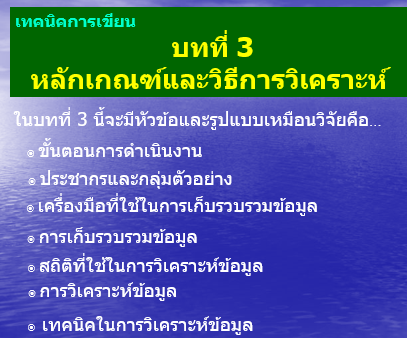 เทคนิคการเขียน
บทที่ 3
หลักเกณฑ์และวิธีการวิเคราะห์
ในบทที่ 3 นี้จะมีหัวข้อและรูปแบบเหมือนวิจัยคือ...
๏ ขั้นตอนการดำเนินงาน
๏ ประชากรและกลุ่มตัวอย่าง
๏ เครื่องมือที่ใช้ในการเก็บรวบรวมข้อมูล
๏ การเก็บรวบรวมข้อมูล
๏ สถิติที่ใช้ในการวิเคราะห์ข้อมูล
๏ การวิเคราะห์ข้อมูล
๏ เทคนิคในการวิเคราะห์ข้อมูล